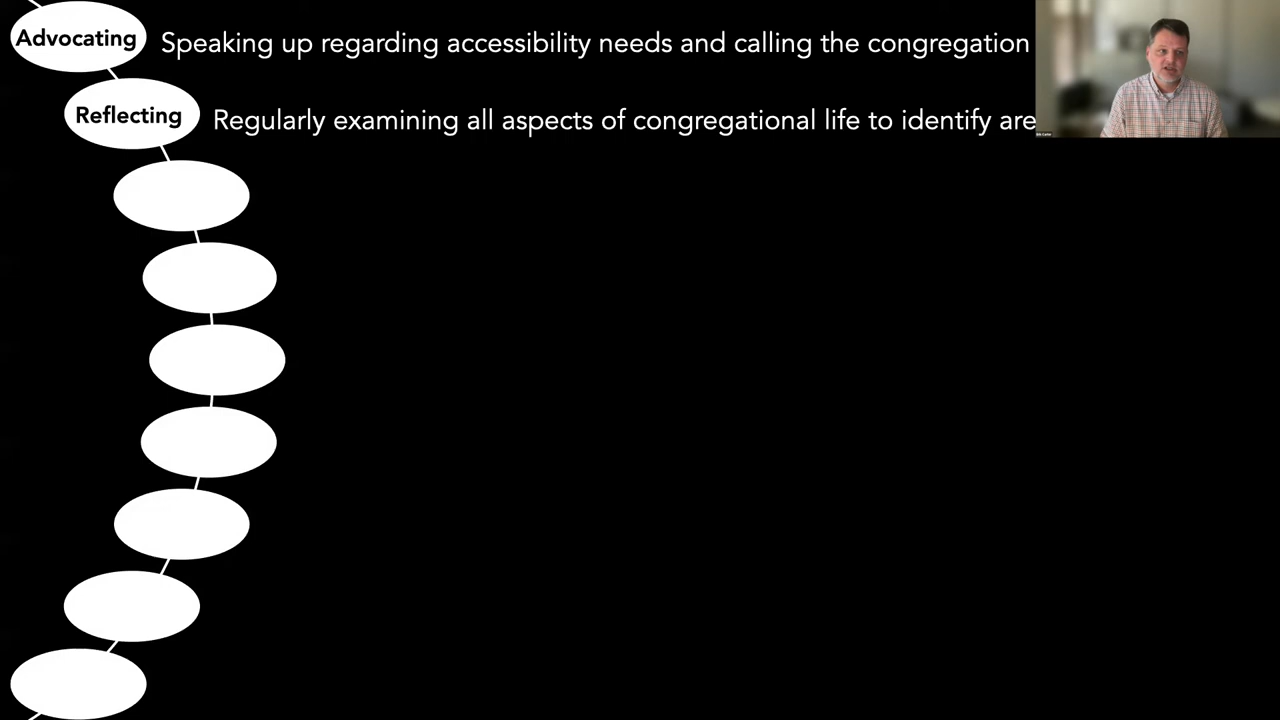 Advocating
Speaking up regarding accessibility needs and calling the congregation
Reflecting
Regularly examining all aspects of congregational life to identify are